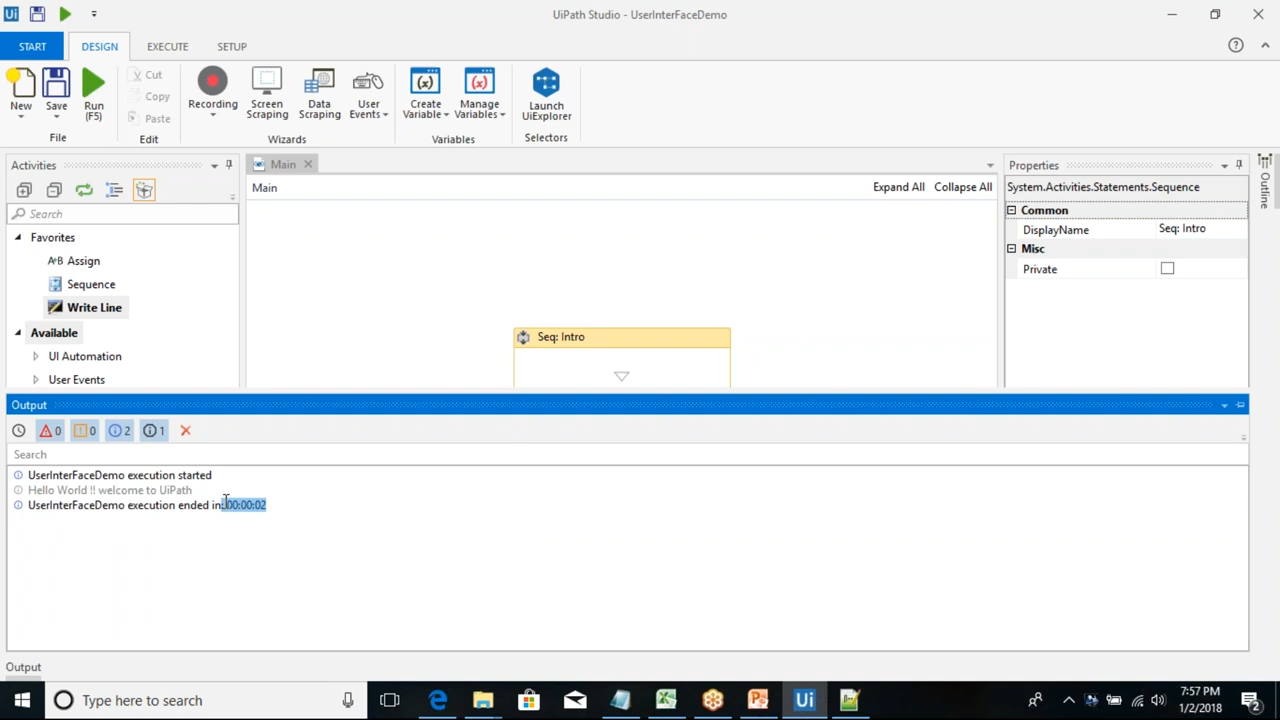 Ui
UiPath Studio - UserInterFaceDemo
START DESIGN EXECUTE SETUP
New
Save
Run
(F5)
Cut
Copy
Paste
Recording
Screen
Scraping
Data
Scraping
User
Events
Create
Variable
Manage
Variables
Launch
UiExplorer
File Edit Wizards Variables Selectors
Activities
Search
Favorites
A+B Assign
Sequence
Write Line
Available
UI Automation
User Events
Main
Main Expand All Collapse All
Seq: Intro
Properties
System.Activities.Statements.Sequence
Common
DisplayName Seq: Intro
Misc
Private
Outline
Output
0 0 2 1
Search
UserInterFaceDemo execution started
Hello World !! welcome to UiPath
UserInterFaceDemo execution ended in: 00:00:02
Output
Type here to search
Ui
7:57 PM
1/2/2018
2